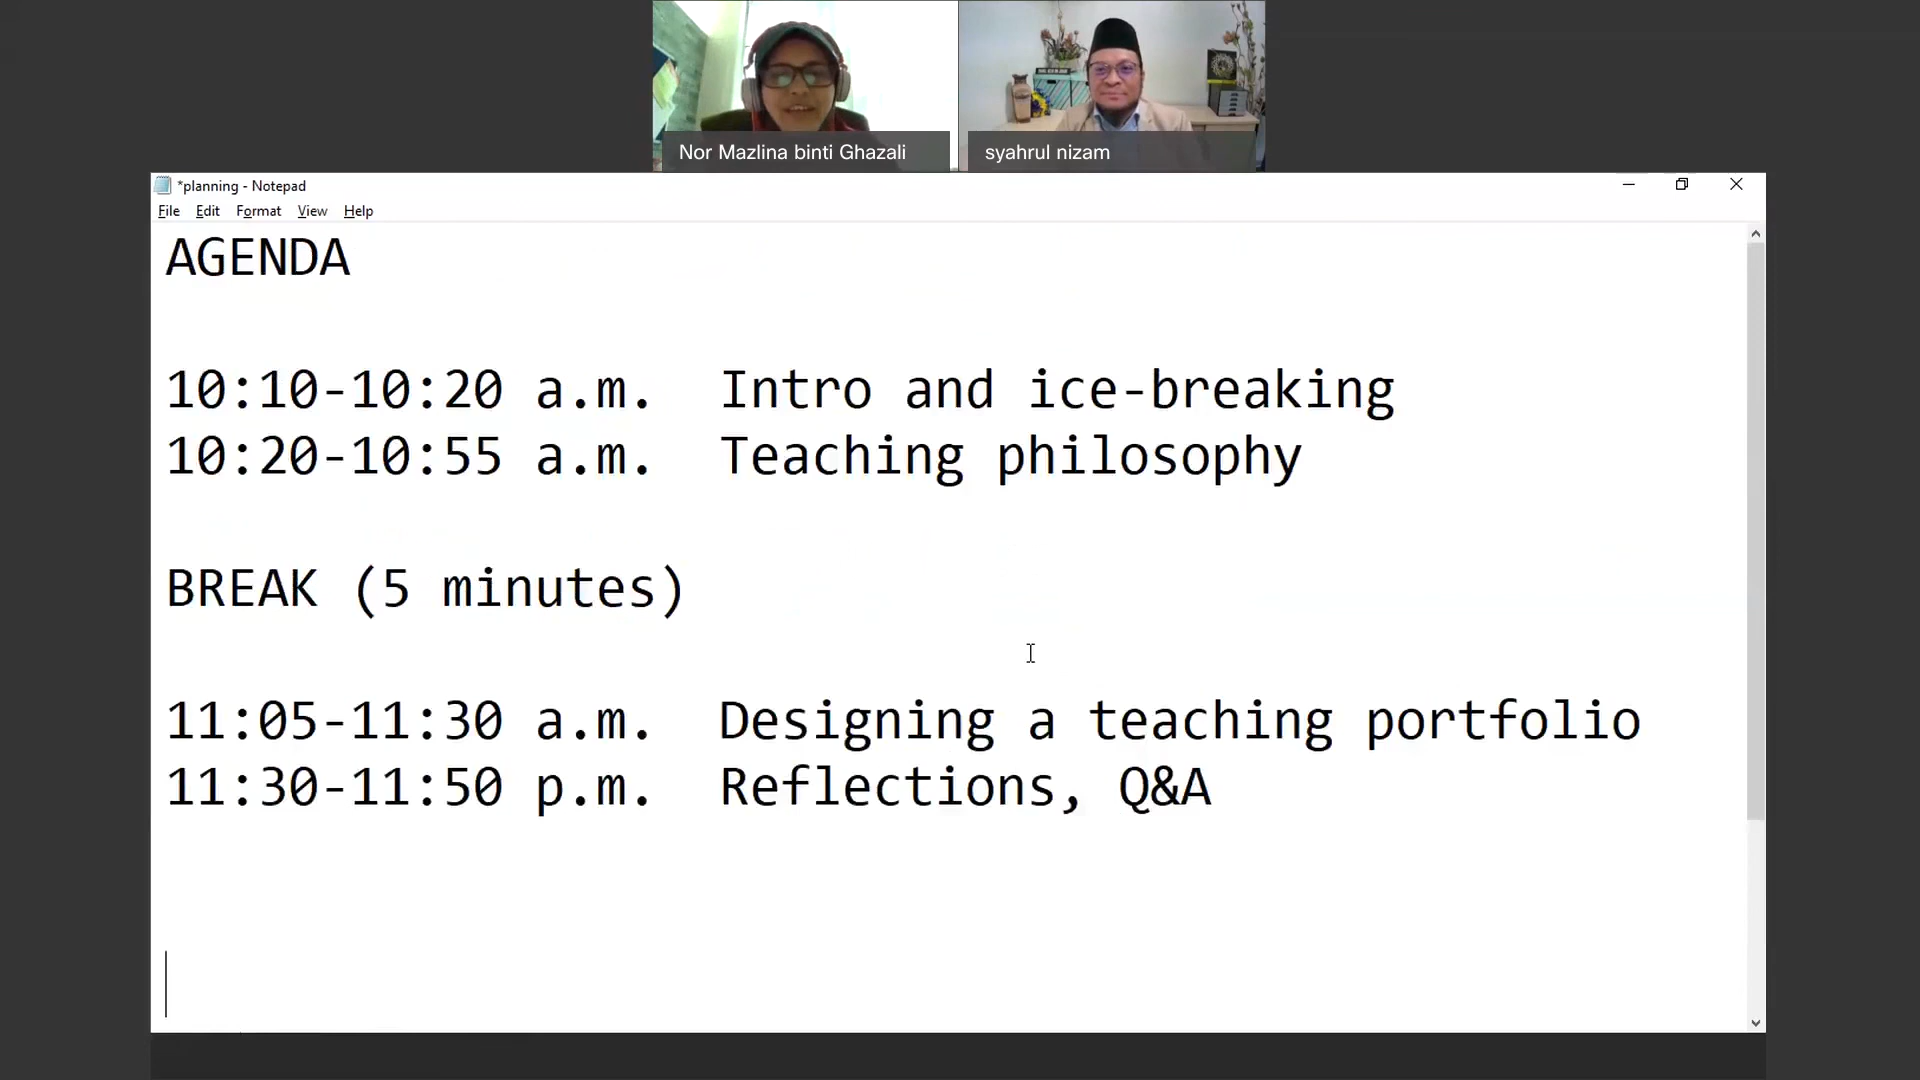 Nor Mazlina binti Ghazali
syahrul nizam
*planning - Notepad
File Edit Format View Help
AGENDA
10:10-10:20 a.m. Intro and ice-breaking
10:20-10:55 a.m. Teaching philosophy
BREAK (5 minutes)
11:05-11:30 a.m. Designing a teaching portfolio
11:30-11:50 p.m. Reflections, Q&A